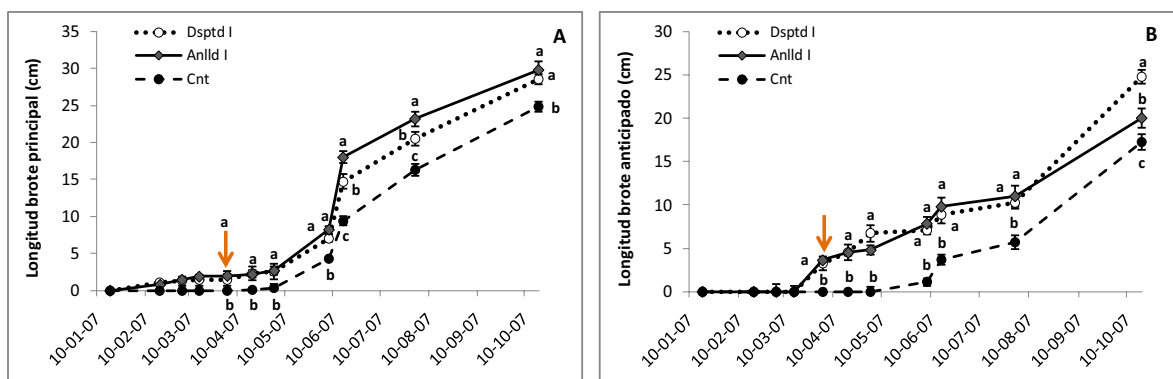 A
Dsptd I
Anlld I
Cnt
Longitud brote principal (cm)
35
30
25
20
15
10
5
0
a
a
b
a
b
c
a
b
c
a
a
b
a
a
a
b
b
b
10-01-07
10-02-07
10-03-07
10-04-07
10-05-07
10-06-07
10-07-07
10-08-07
10-09-07
10-10-07
B
Dsptd I
Anlld I
Cnt
Longitud brote anticipado (cm)
30
25
20
15
10
5
0
a
b
c
a
a
b
a
a
b
a
a
b
a
a
a
b
b
b
10-01-07
10-02-07
10-03-07
10-04-07
10-05-07
10-06-07
10-07-07
10-08-07
10-09-07
10-10-07